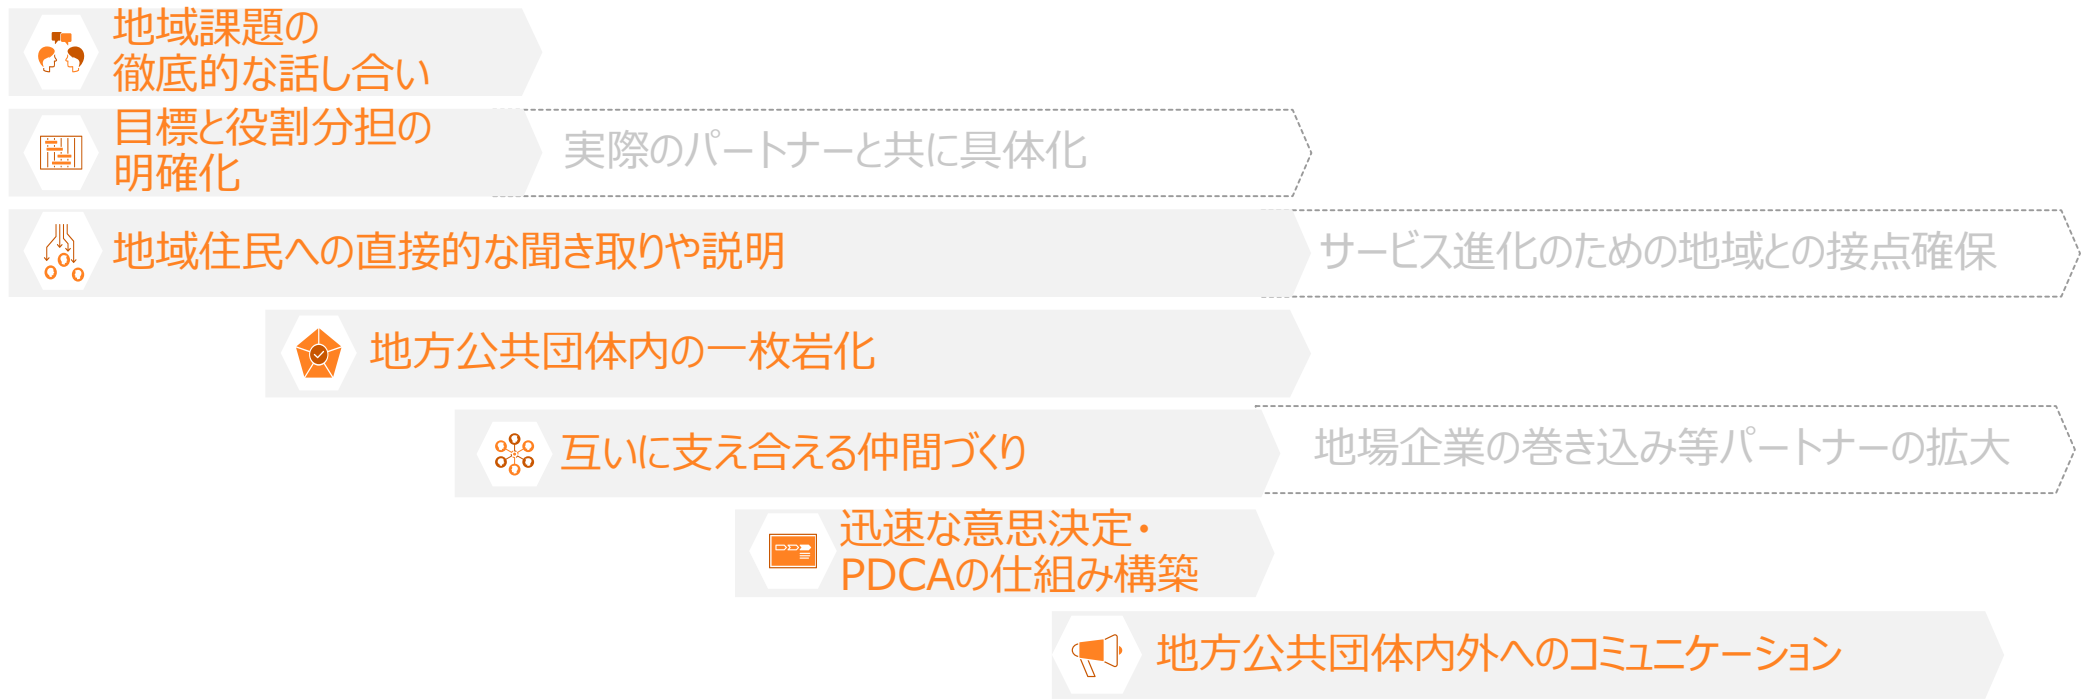 地域課題の
徹底的な話し合い
目標と役割分担の
明確化
実際のパートナーと共に具体化
地域住民への直接的な聞き取りや説明
サービス進化のための地域との接点確保
地方公共団体内の一枚岩化
互いに支え合える仲間づくり
地場企業の巻き込み等パートナーの拡大
迅速な意思決定・
PDCAの仕組み構築
地方公共団体内外へのコミュニケーション